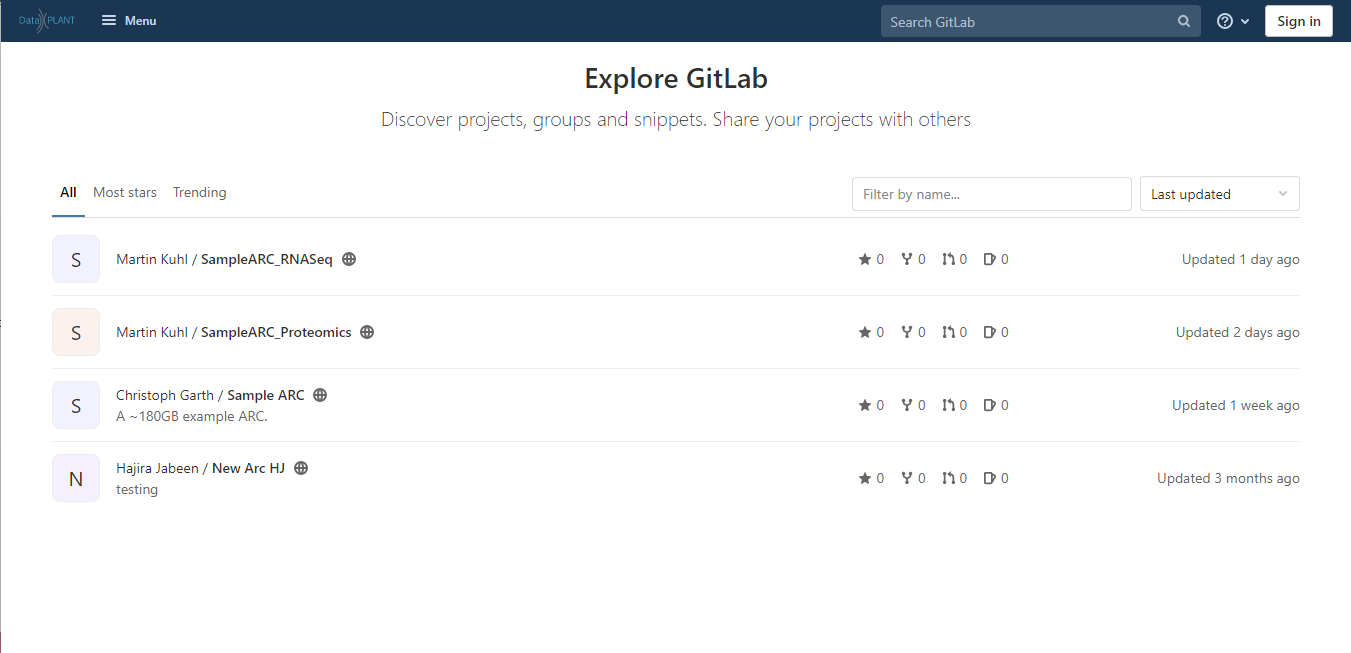 DataPLANT Menu Search GitLab Sign in
Explore GitLab
Discover projects, groups and snippets. Share your projects with others
All Most stars Trending Filter by name... Last updated
S Martin Kuhl / SampleARC_RNASeq 0 0 0 0 Updated 1 day ago
S Martin Kuhl / SampleARC_Proteomics 0 0 0 0 Updated 2 days ago
S Christoph Garth / Sample ARC 0 0 0 0 Updated 1 week ago
A ~180GB example ARC.
N Hajira Jabeen / New Arc HJ 0 0 0 0 Updated 3 months ago
testing